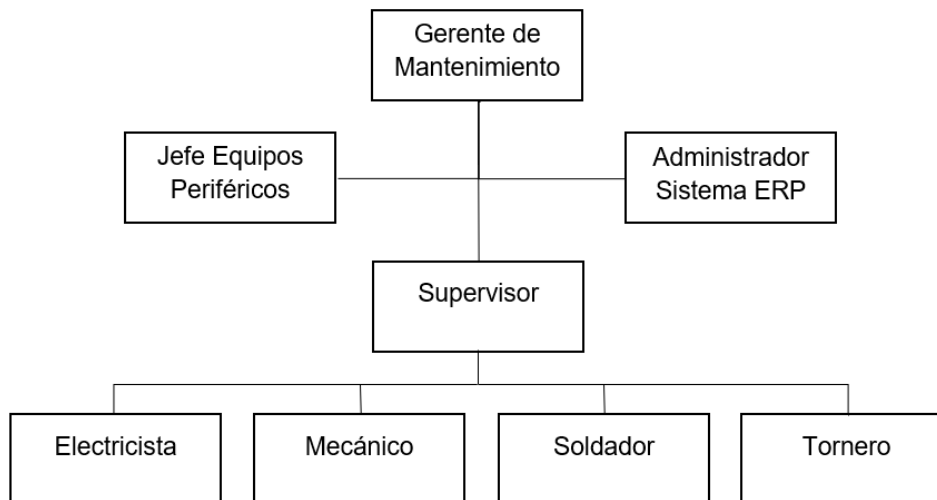 Gerente de
Mantenimiento
Jefe Equipos
Periféricos
Administrador
Sistema ERP
Supervisor
Electricista
Mecánico
Soldador
Tornero